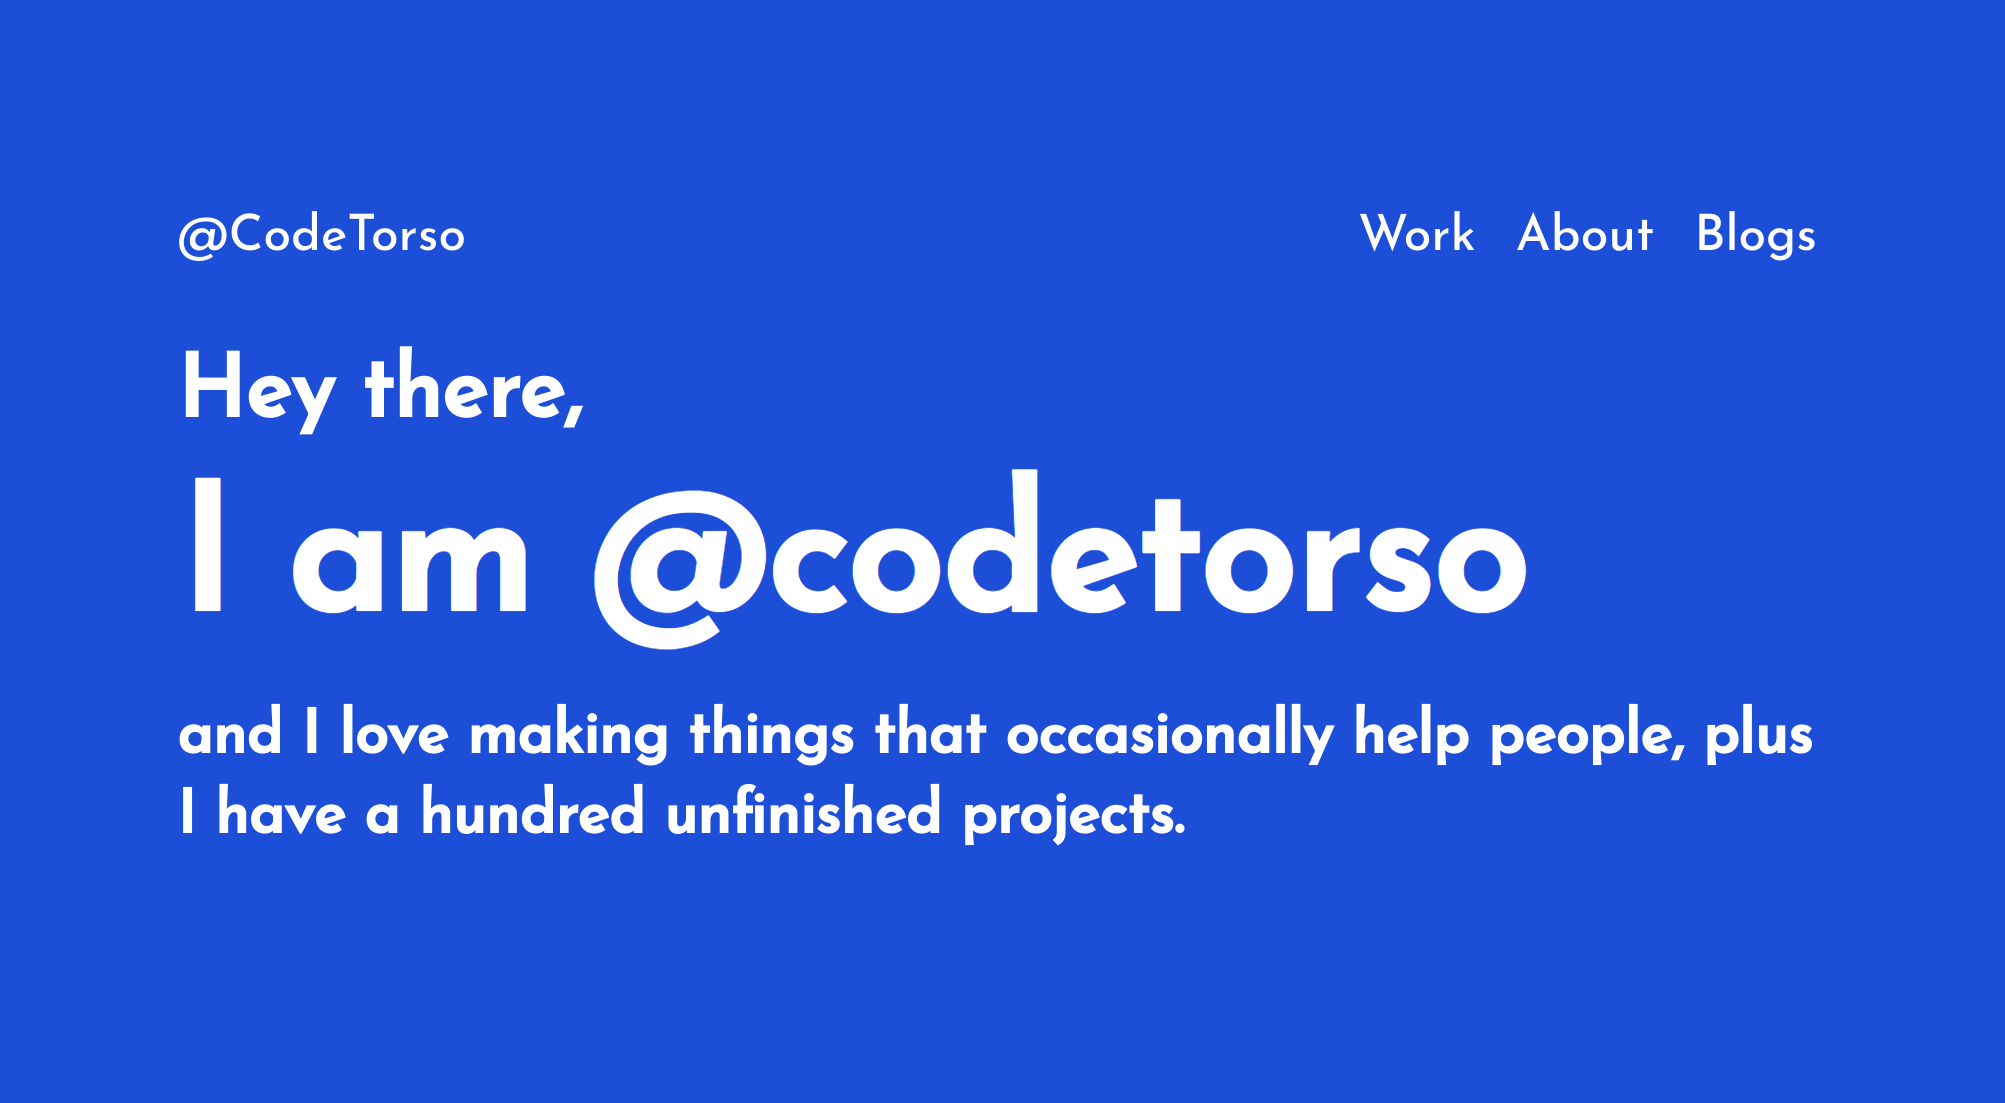 @CodeTorso Work About Blogs
Hey there,
I am @codetorso
and I love making things that occasionally help people, plus
I have a hundred unfinished projects.